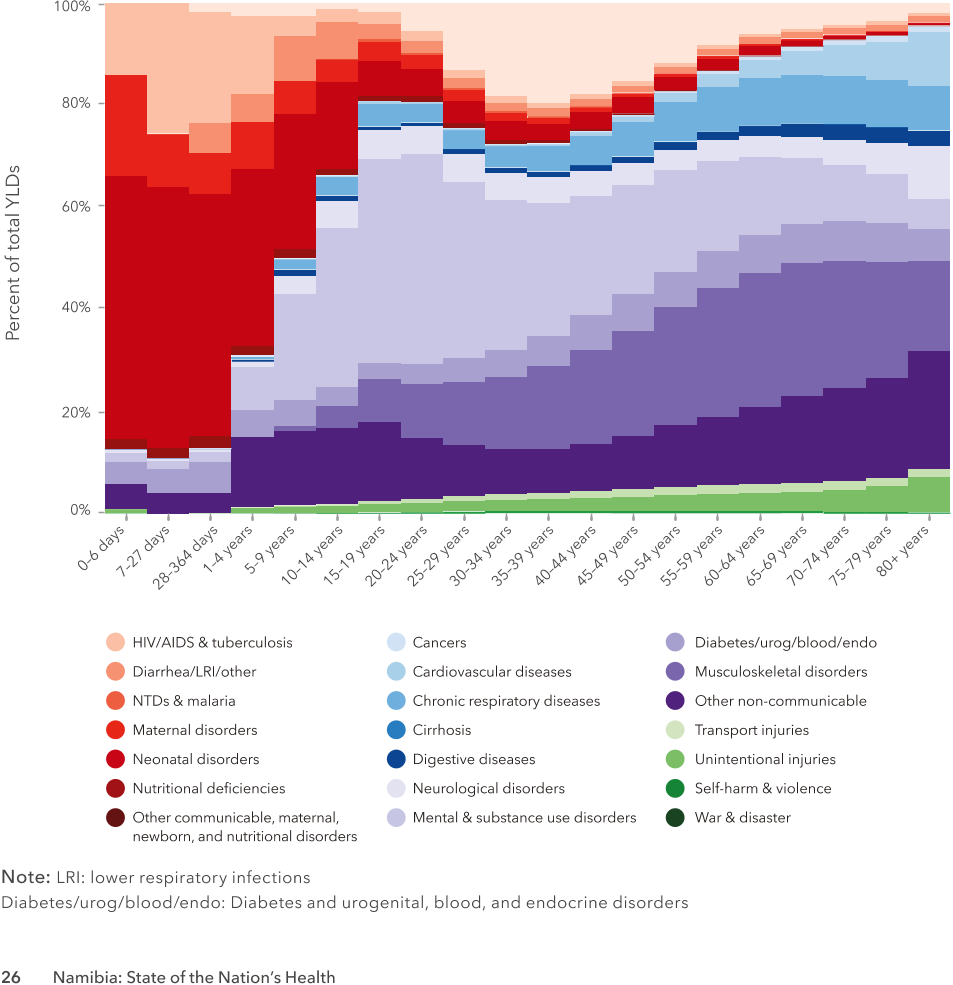 100%
80%
60%
40%
20%
0%
Percent of total YLDs
0-6 days
7-27 days
28-364 days
1-4 years
5-9 years
10-14 years
15-19 years
20-24 years
25-29 years
30-34 years
35-39 years
40-44 years
45-49 years
50-54 years
55-59 years
60-64 years
65-69 years
70-74 years
75-79 years
80+ years
HIV/AIDS & tuberculosis
Diarrhea/LRI/other
NTDs & malaria
Maternal disorders
Neonatal disorders
Nutritional deficiencies
Other communicable, maternal,
newborn, and nutritional disorders
Cancers
Cardiovascular diseases
Chronic respiratory diseases
Cirrhosis
Digestive diseases
Neurological disorders
Mental & substance use disorders
Diabetes/urog/blood/endo
Musculoskeletal disorders
Other non-communicable
Transport injuries
Unintentional injuries
Self-harm & violence
War & disaster
Note: LRI: lower respiratory infections
Diabetes/urog/blood/endo: Diabetes and urogenital, blood, and endocrine disorders
26 Namibia: State of the Nation’s Health